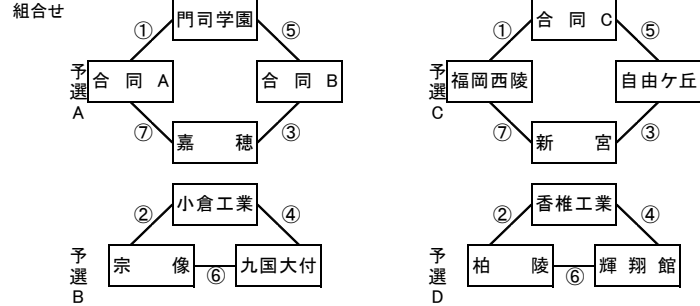 組合せ
門司学園
合同C
①
⑤
①
⑤
予選A
合同A
合同B
予選C
福岡西陵
自由ケ丘
⑦
③
⑦
③
嘉穂
新宮
小倉工業
香椎工業
②
④
②
④
予選B
宗像
⑥
九国大付
予選D
柏陵
⑥
輝翔館